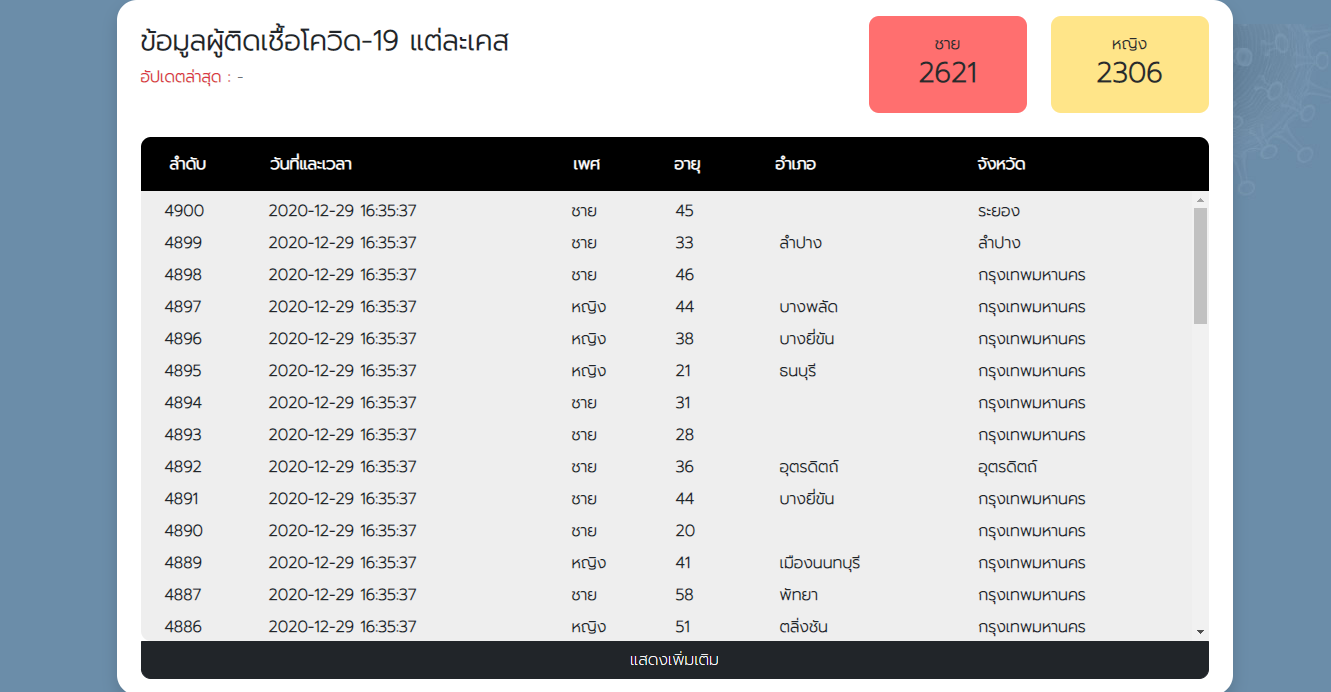 ข้อมูลผู้ติดเชื้อโควิด-19 แต่ละเคส
อัปเดตล่าสุด : -
ชาย
2621
หญิง
2306
ลำดับ วันที่และเวลา เพศ อายุ อำเภอ จังหวัด
4900 2020-12-29 16:35:37 ชาย 45 ระยอง
4899 2020-12-29 16:35:37 ชาย 33 ลำปาง ลำปาง
4898 2020-12-29 16:35:37 ชาย 46 กรุงเทพมหานคร
4897 2020-12-29 16:35:37 หญิง 44 บางพลัด กรุงเทพมหานคร
4896 2020-12-29 16:35:37 หญิง 38 บางยี่ขัน กรุงเทพมหานคร
4895 2020-12-29 16:35:37 หญิง 21 ธนบุรี กรุงเทพมหานคร
4894 2020-12-29 16:35:37 ชาย 31 กรุงเทพมหานคร
4893 2020-12-29 16:35:37 ชาย 28 กรุงเทพมหานคร
4892 2020-12-29 16:35:37 ชาย 36 อุตรดิตถ์ อุตรดิตถ์
4891 2020-12-29 16:35:37 ชาย 44 บางยี่ขัน กรุงเทพมหานคร
4890 2020-12-29 16:35:37 ชาย 20 กรุงเทพมหานคร
4889 2020-12-29 16:35:37 หญิง 41 เมืองนนทบุรี กรุงเทพมหานคร
4887 2020-12-29 16:35:37 ชาย 58 พัทยา กรุงเทพมหานคร
4886 2020-12-29 16:35:37 หญิง 51 ตลิ่งชัน กรุงเทพมหานคร
แสดงเพิ่มเติม